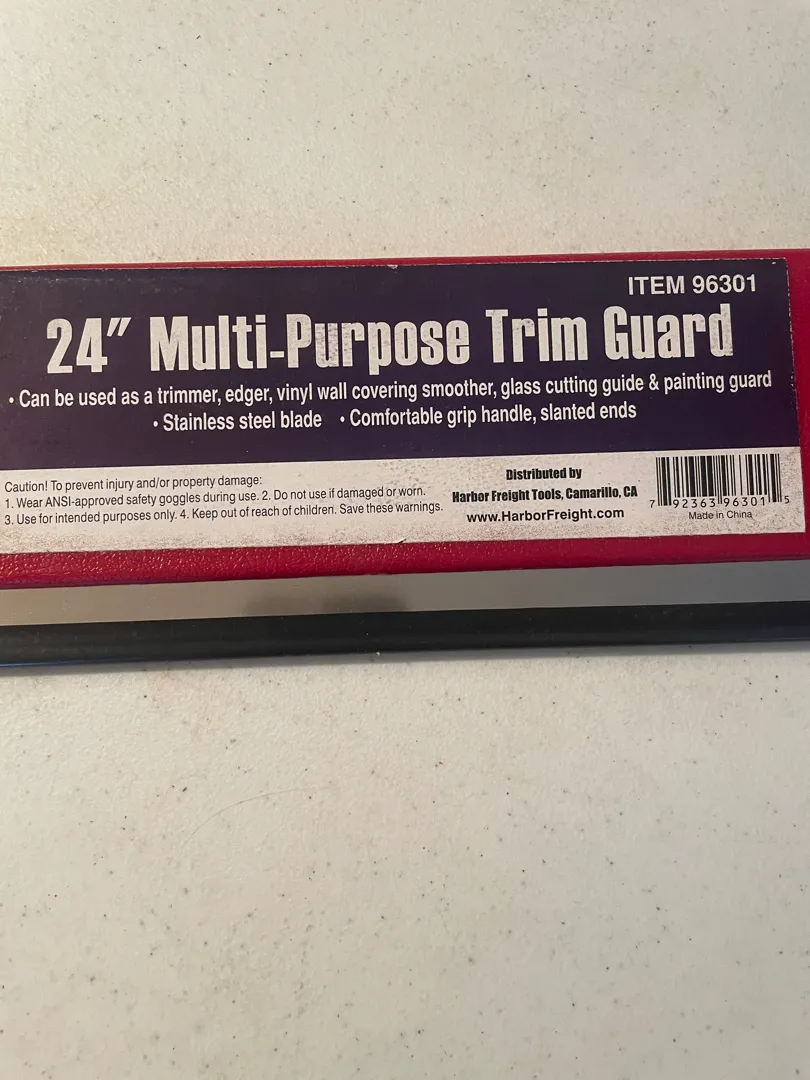 ITEM 96301
24" Multi-Purpose Trim Guard
• Can be used as a trimmer, edger, vinyl wall covering smoother, glass cutting guide & painting guard
• Stainless steel blade • Comfortable grip handle, slanted ends
Caution! To prevent injury and/or property damage:
1. Wear ANSI-approved safety goggles during use. 2. Do not use if damaged or worn.
3. Use for intended purposes only. 4. Keep out of reach of children. Save these warnings.
Distributed by
Harbor Freight Tools, Camarillo, CA
www.HarborFreight.com
7 92363 96301 5
Made in China